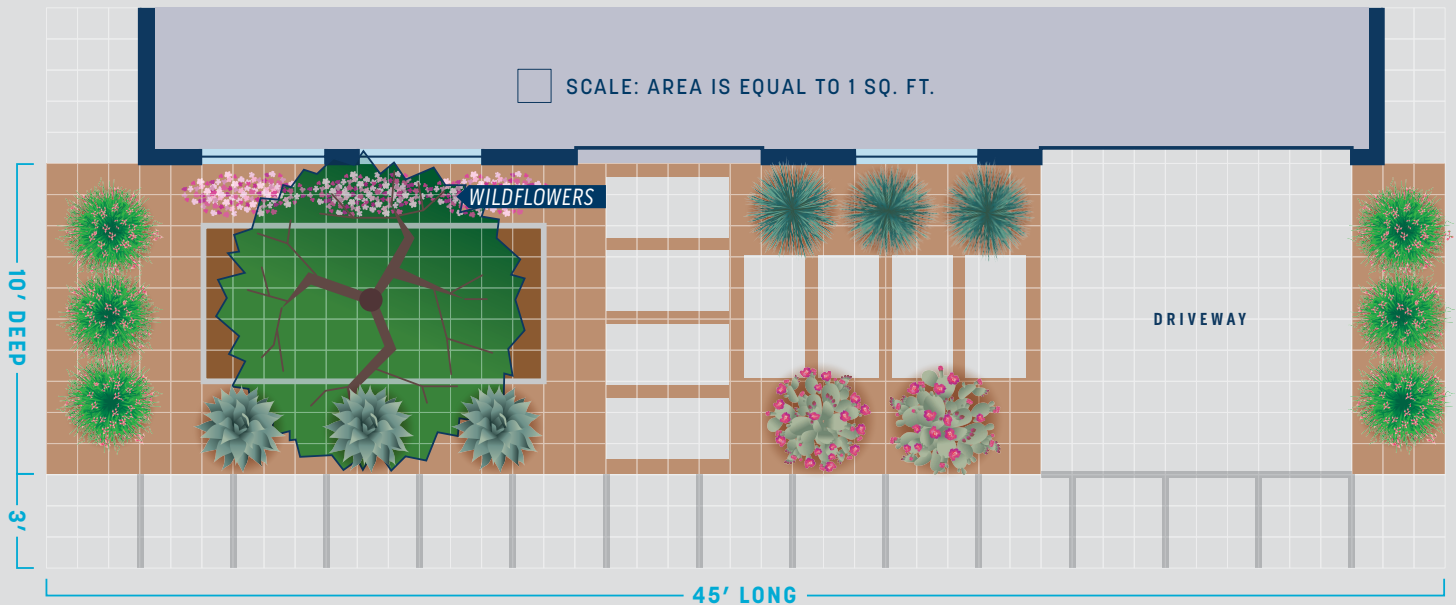 SCALE: AREA IS EQUAL TO 1 SQ. FT.
WILDFLOWERS
10’ DEEP
DRIVEWAY
3’
45’ LONG